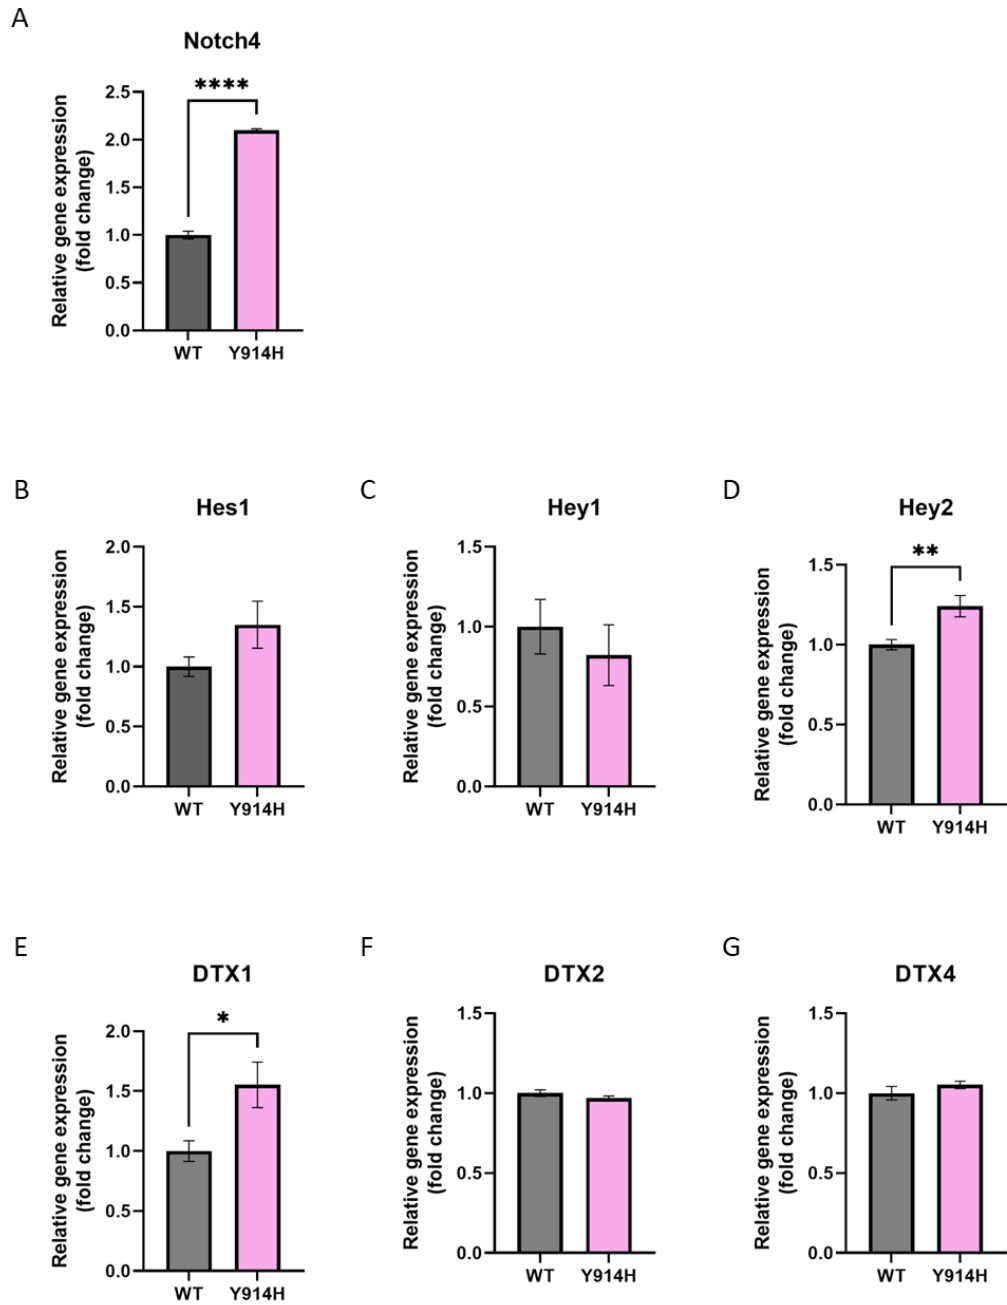 A
Notch4
****
2.5
2.0
1.5
1.0
0.5
0.0
Relative gene expression
(fold change)
WT Y914H
B
Hes1
2.0
1.5
1.0
0.5
0.0
Relative gene expression
(fold change)
WT Y914H
C
Hey1
1.5
1.0
0.5
0.0
Relative gene expression
(fold change)
WT Y914H
D
Hey2
**
1.5
1.0
0.5
0.0
Relative gene expression
(fold change)
WT Y914H
E
DTX1
*
2.0
1.5
1.0
0.5
0.0
Relative gene expression
(fold change)
WT Y914H
F
DTX2
1.5
1.0
0.5
0.0
Relative gene expression
(fold change)
WT Y914H
G
DTX4
1.5
1.0
0.5
0.0
Relative gene expression
(fold change)
WT Y914H